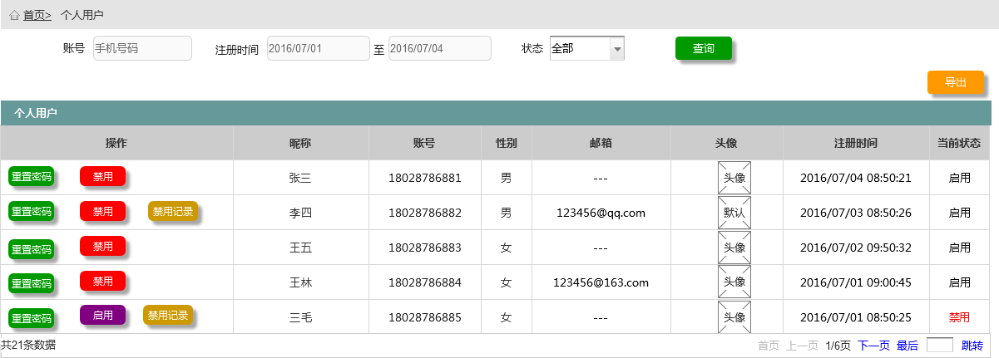 首页> 个人用户
账号 手机号码 注册时间 2016/07/01 至 2016/07/04 状态 全部 查询
导出
个人用户
操作 昵称 账号 性别 邮箱 头像 注册时间 当前状态
重置密码 禁用 张三 18028786881 男 --- 头像 2016/07/04 08:50:21 启用
重置密码 禁用 禁用记录 李四 18028786882 男 123456@qq.com 默认 2016/07/03 08:50:26 启用
重置密码 禁用 王五 18028786883 女 --- 头像 2016/07/02 09:50:32 启用
重置密码 禁用 王林 18028786884 女 123456@163.com 头像 2016/07/01 09:00:45 启用
重置密码 启用 禁用记录 三毛 18028786885 女 --- 头像 2016/07/01 08:50:25 禁用
共21条数据 首页 上一页 1/6页 下一页 最后 跳转